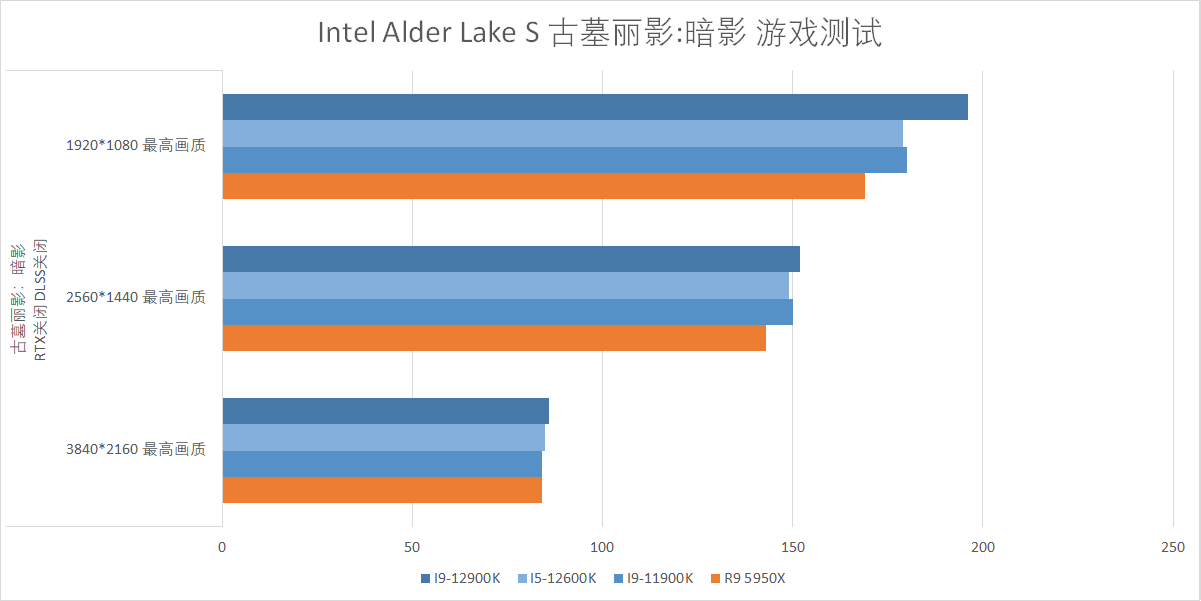 Intel Alder Lake S 古墓丽影:暗影 游戏测试
1920*1080 最高画质
2560*1440 最高画质
3840*2160 最高画质
古墓丽影：暗影
RTX关闭 DLSS关闭
0 50 100 150 200 250
I9-12900K I5-12600K I9-11900K R9 5950X